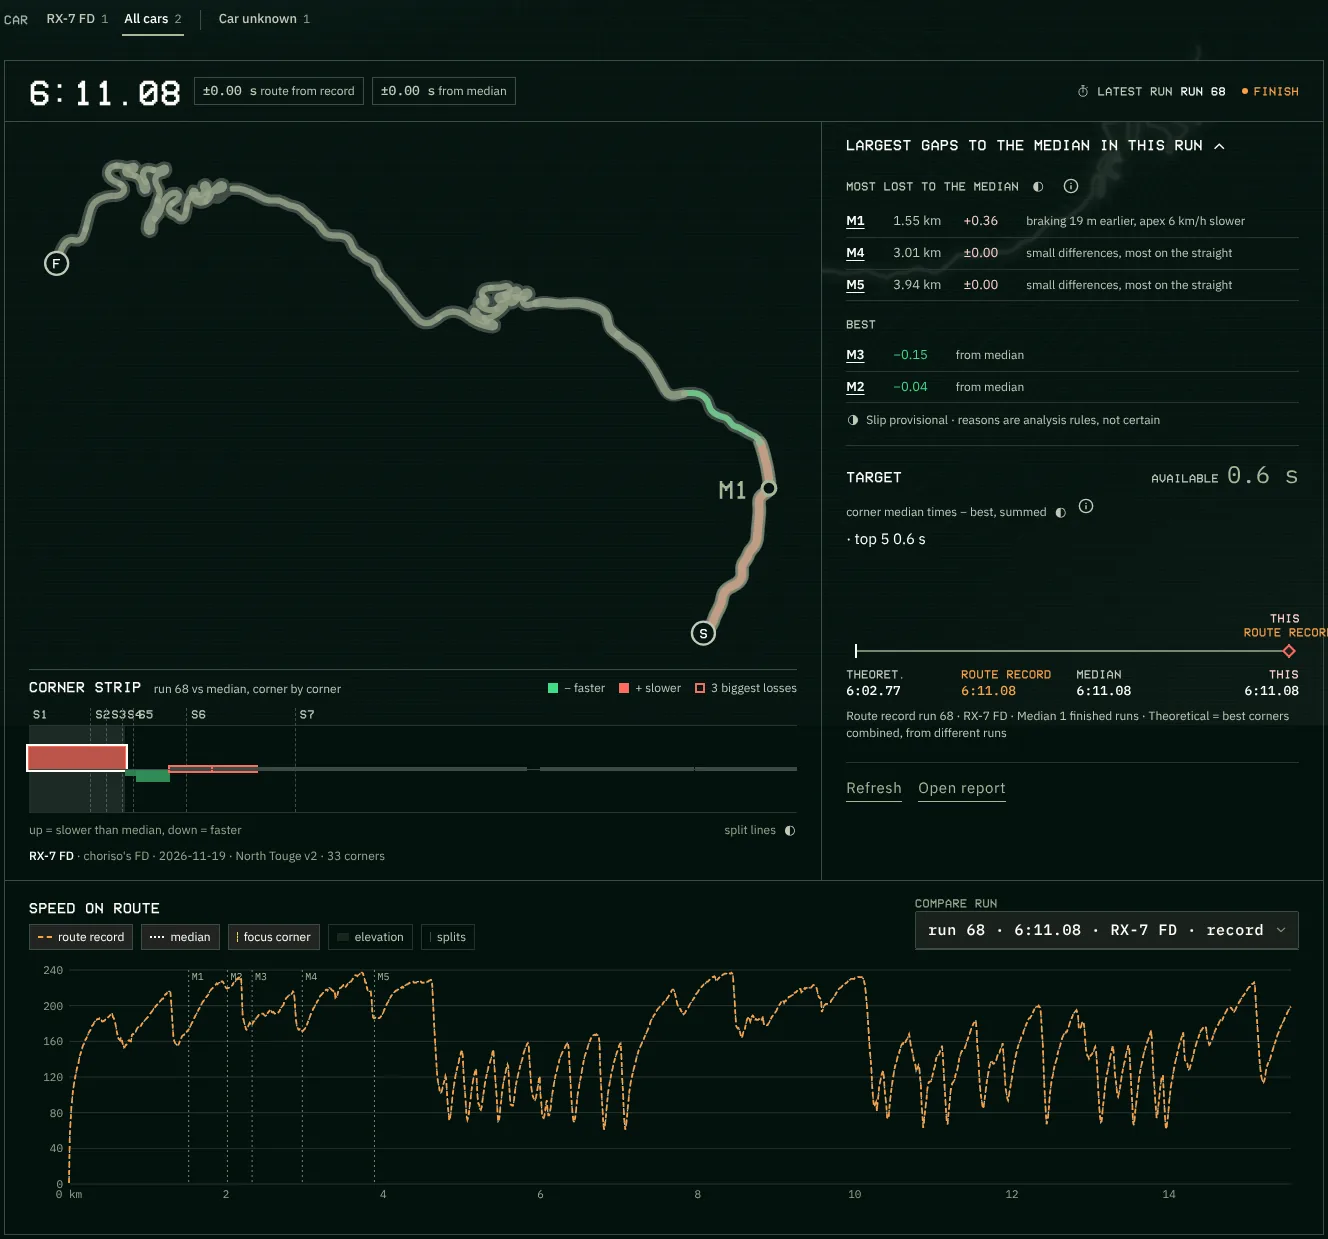 CAR RX-7 FD 1 All cars 2 Car unknown 1
6:11.08 ±0.00 s route from record ±0.00 s from median
LATEST RUN RUN 68 FINISH
F
M1
S
LARGEST GAPS TO THE MEDIAN IN THIS RUN
MOST LOST TO THE MEDIAN
M1 1.55 km +0.36 braking 19 m earlier, apex 6 km/h slower
M4 3.01 km ±0.00 small differences, most on the straight
M5 3.94 km ±0.00 small differences, most on the straight
BEST
M3 −0.15 from median
M2 −0.04 from median
Slip provisional · reasons are analysis rules, not certain
TARGET AVAILABLE 0.6 s
corner median times − best, summed
· top 5 0.6 s
THIS
ROUTE RECOR
THEORET. ROUTE RECORD MEDIAN THIS
6:02.77 6:11.08 6:11.08 6:11.08
Route record run 68 · RX-7 FD · Median 1 finished runs · Theoretical = best corners
combined, from different runs
Refresh Open report
CORNER STRIP run 68 vs median, corner by corner − faster + slower 3 biggest losses
S1 S2 S3 S4 S5 S6 S7
up = slower than median, down = faster split lines
RX-7 FD · choriso's FD · 2026-11-19 · North Touge v2 · 33 corners
SPEED ON ROUTE
route record median focus corner elevation splits
COMPARE RUN
run 68 · 6:11.08 · RX-7 FD · record
M1 M2 M3 M4 M5
240
200
160
120
80
40
0
0 km 2 4 6 8 10 12 14